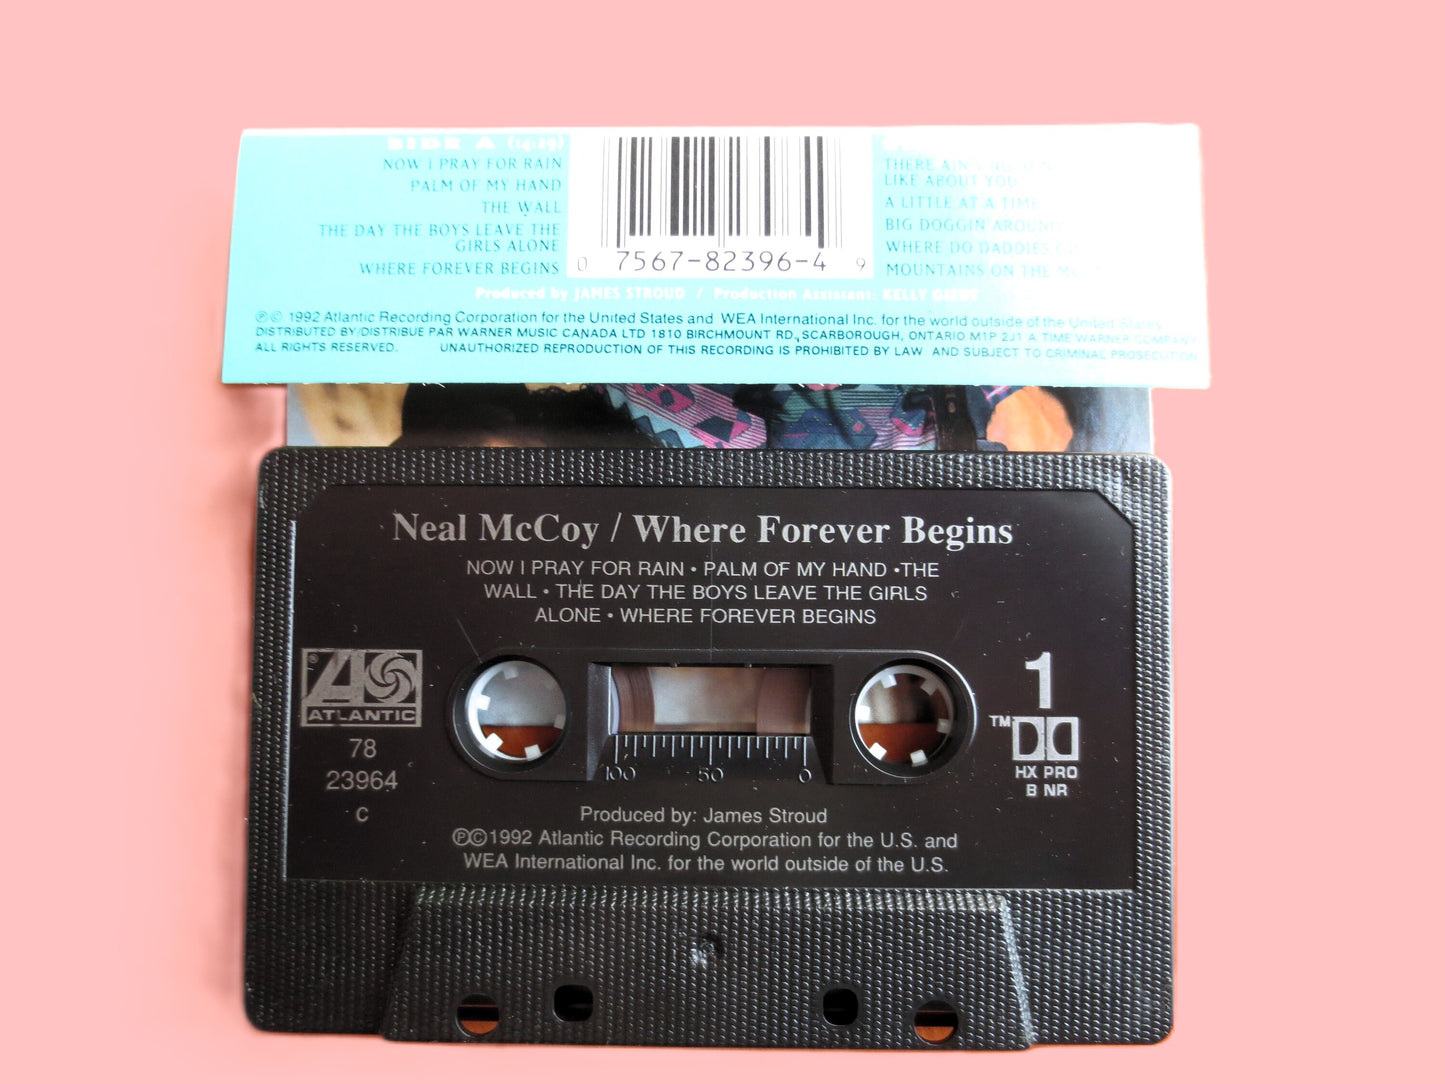 SIDE A (14:29)
NOW I PRAY FOR RAIN
PALM OF MY HAND
THE WALL
THE DAY THE BOYS LEAVE THE
GIRLS ALONE
WHERE FOREVER BEGINS
0 7567-82396-4 9
THERE AIN'T
LIKE ABOUT YOU
A LITTLE AT A TIME
BIG DOGGIN' AROUND
WHERE DO DADDIES GO
MOUNTAINS ON THE
Produced by JAMES STROUD / Production Assistant: KELLY
℗© 1992 Atlantic Recording Corporation for the United States and WEA International Inc. for the world outside of the United States.
DISTRIBUTED BY/DISTRIBUE PAR WARNER MUSIC CANADA LTD 1810 BIRCHMOUNT RD., SCARBOROUGH, ONTARIO M1P 2J1 A TIME WARNER COMPANY
ALL RIGHTS RESERVED. UNAUTHORIZED REPRODUCTION OF THIS RECORDING IS PROHIBITED BY LAW AND SUBJECT TO CRIMINAL PROSECUTION
Neal McCoy / Where Forever Begins
NOW I PRAY FOR RAIN • PALM OF MY HAND • THE
WALL • THE DAY THE BOYS LEAVE THE GIRLS
ALONE • WHERE FOREVER BEGINS
® ATLANTIC
78
23964
C
100 50 0
1
™
HX PRO
B NR
Produced by: James Stroud
℗©1992 Atlantic Recording Corporation for the U.S. and
WEA International Inc. for the world outside of the U.S.